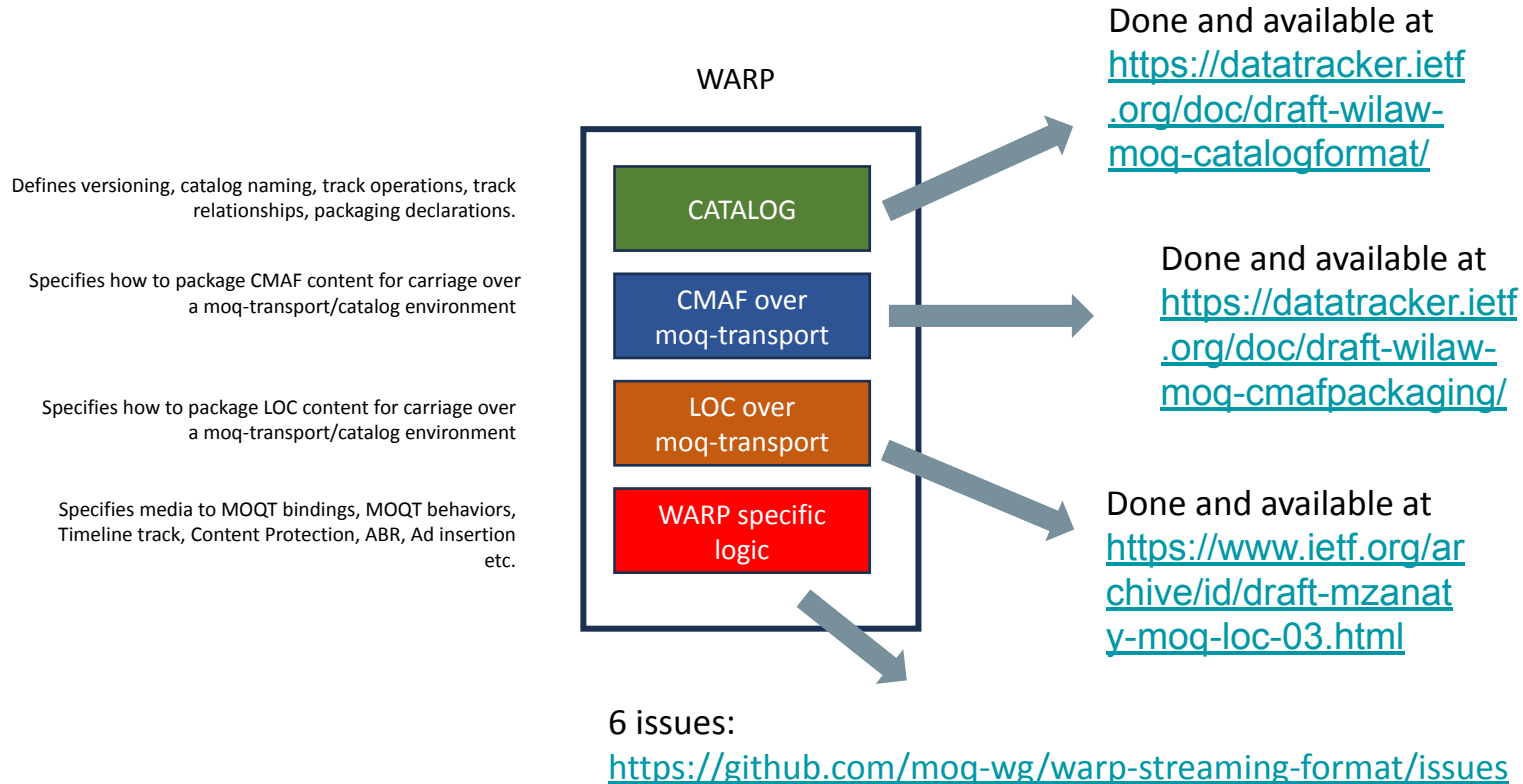 WARP
Defines versioning, catalog naming, track operations, track
relationships, packaging declarations.
CATALOG
Done and available at
https://datatracker.ietf
.org/doc/draft-wilaw-
moq-catalogformat/
Specifies how to package CMAF content for carriage over
a moq-transport/catalog environment
CMAF over
moq-transport
Done and available at
https://datatracker.ietf
.org/doc/draft-wilaw-
moq-cmafpackaging/
Specifies how to package LOC content for carriage over
a moq-transport/catalog environment
LOC over
moq-transport
Done and available at
https://www.ietf.org/ar
chive/id/draft-mzanat
y-moq-loc-03.html
Specifies media to MOQT bindings, MOQT behaviors,
Timeline track, Content Protection, ABR, Ad insertion
etc.
WARP specific
logic
6 issues:
https://github.com/moq-wg/warp-streaming-format/issues